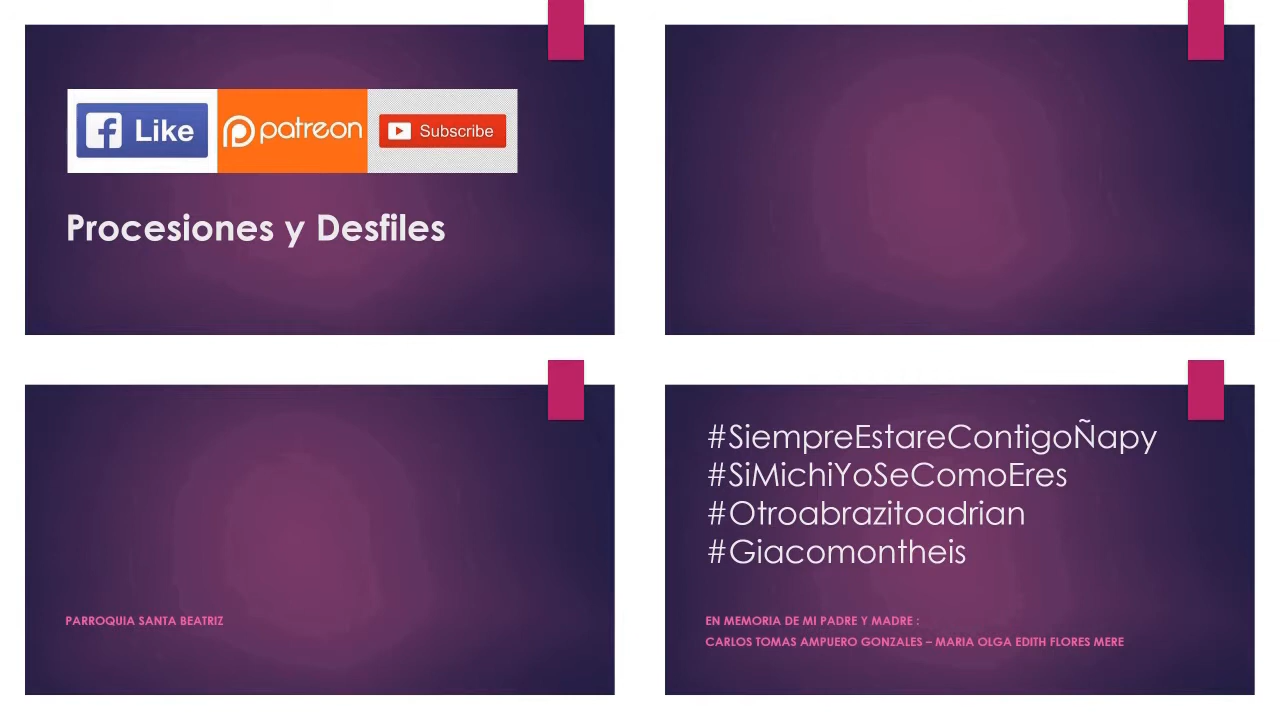 Like
patreon
Subscribe
Procesiones y Desfiles
PARROQUIA SANTA BEATRIZ
#SiempreEstareContigoÑapy
#SiMichiYoSeComoEres
#Otroabrazitoadrian
#Giacomontheis
EN MEMORIA DE MI PADRE Y MADRE :
CARLOS TOMAS AMPUERO GONZALES – MARIA OLGA EDITH FLORES MERE